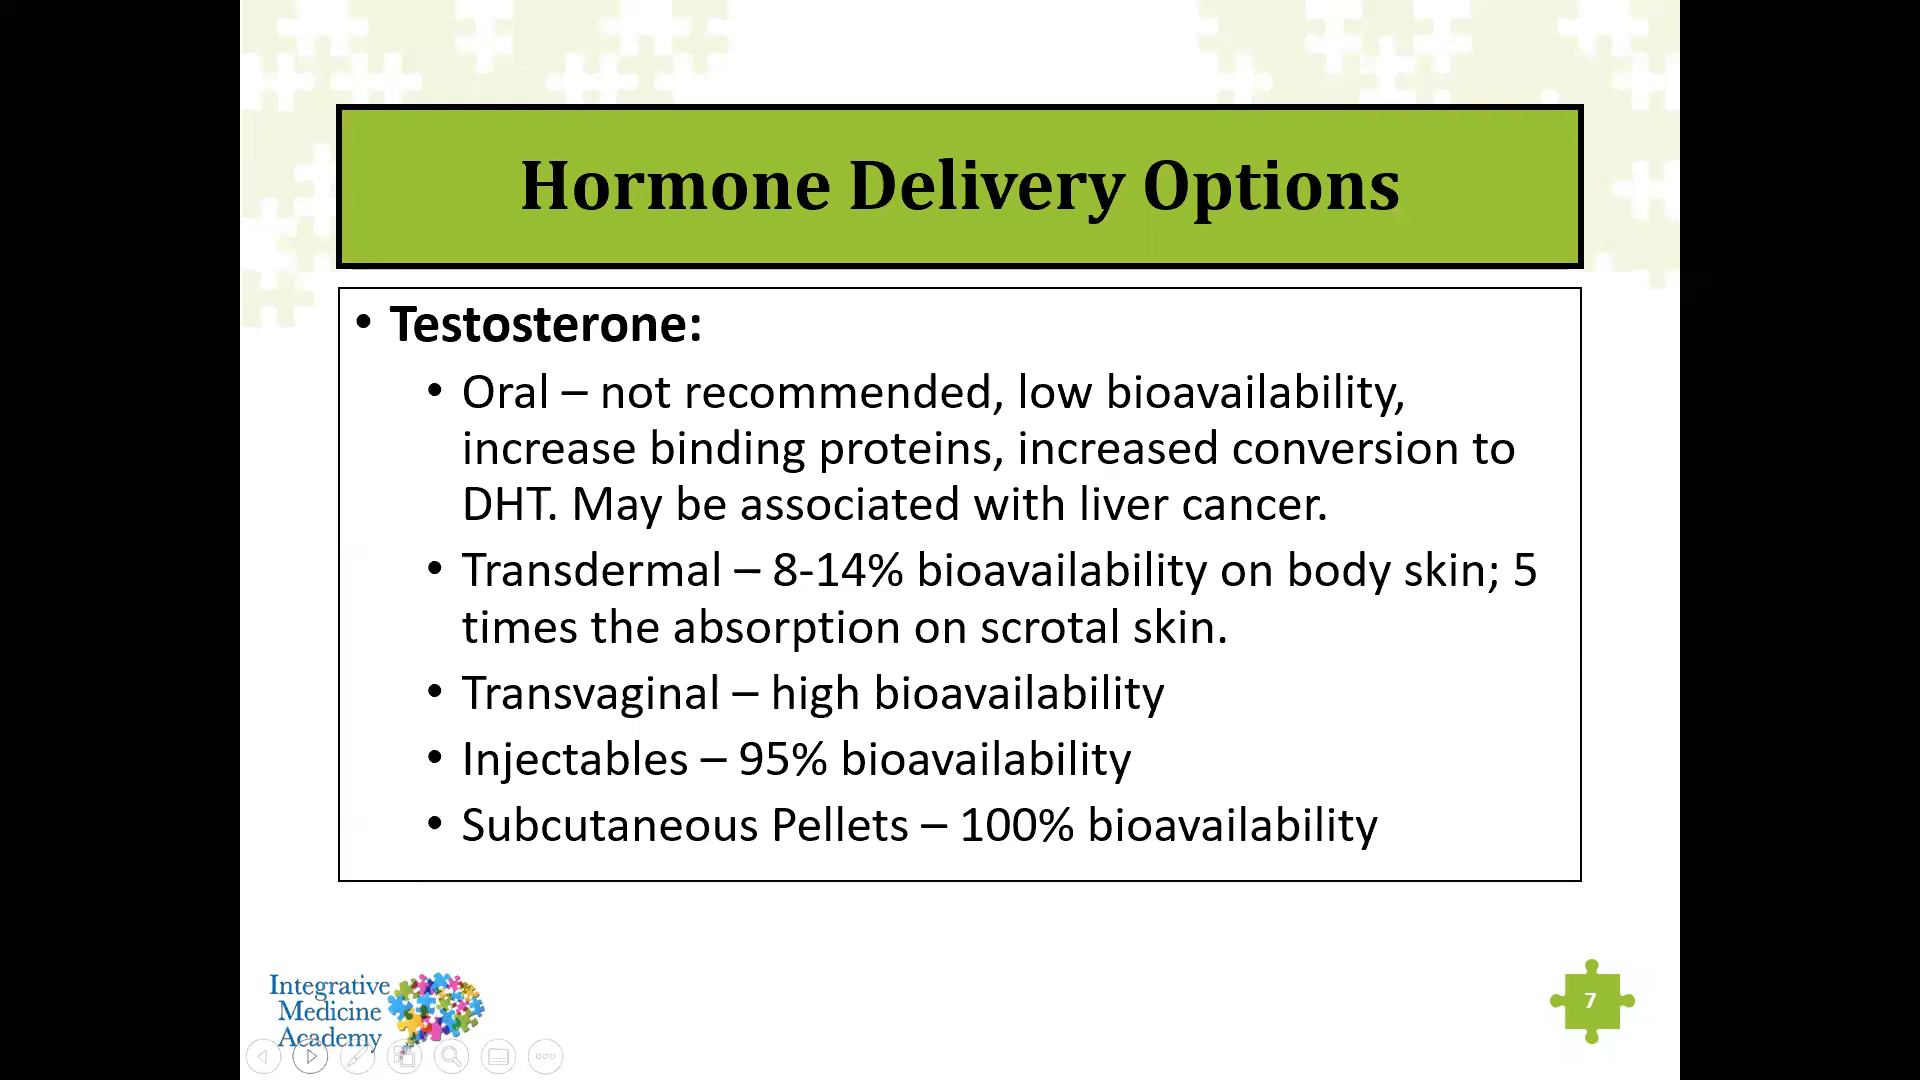 Hormone Delivery Options
• Testosterone:
• Oral – not recommended, low bioavailability,
increase binding proteins, increased conversion to
DHT. May be associated with liver cancer.
• Transdermal – 8-14% bioavailability on body skin; 5
times the absorption on scrotal skin.
• Transvaginal – high bioavailability
• Injectables – 95% bioavailability
• Subcutaneous Pellets – 100% bioavailability
Integrative
Medicine
Academy
7